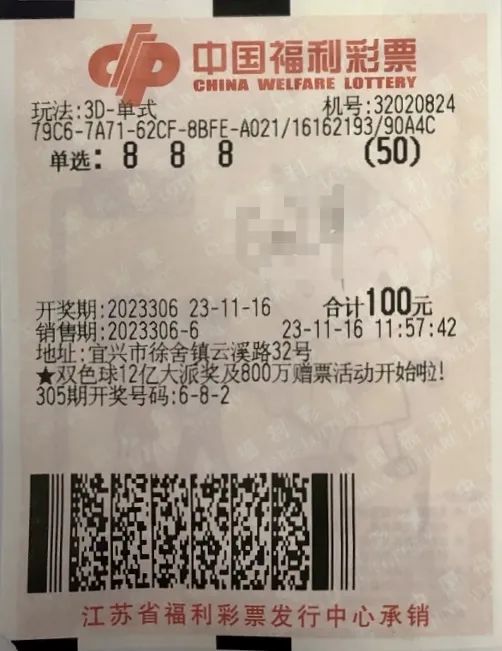 中国福利彩票
CHINA WELFARE LOTTERY
玩法:3D-单式 机号:32020824
79C6-7A71-62CF-8BFE-A021/16162193/90A4C
单选: 8 8 8 (50)
开奖期:2023306 23-11-16 合计100元
销售期:2023306-6 23-11-16 11:57:42
地址:宜兴市徐舍镇云溪路32号
★双色球12亿大派奖及800万赠票活动开始啦!
305期开奖号码:6-8-2
江苏省福利彩票发行中心承销